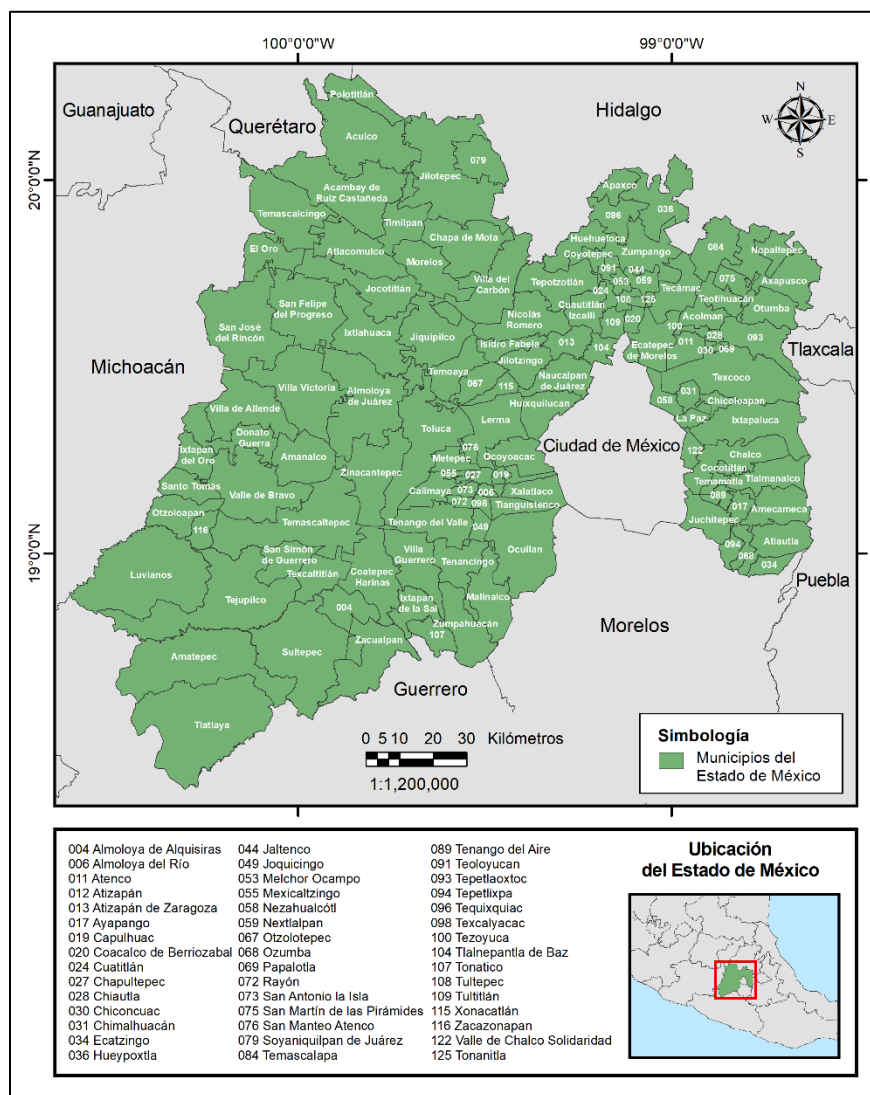 100°0'0"W 99°0'0"W
Guanajuato
Querétaro
Hidalgo
N
W E
S
20°0'0"N
Polotitlán
Aculco
079
Jilotepec
Acambay de
Ruíz Castañeda
Temascalcingo
Timilpan
Apaxco
096
036
Huehuetoca
Zumpango
084
Nopaltepec
El Oro
Atlacomulco
Chapa de Mota
Morelos
Coyotepec
091
044
Tepotzotlán
053
059
Tecámac
075
Axapusco
Villa del
Carbón
024
Jocotitlán
San Felipe
del Progreso
Cuautitlán
Izcalli
108
125
Teotihuacán
Otumba
Nicolás
Romero
109
020
Acolman
San José
del Rincón
Ixtlahuaca
Jiquipilco
100
028
Isidro Fabela
013
104
Ecatepec
de Morelos
011
030
069
093
Tlaxcala
Michoacán
Jilotzingo
Temoaya
067
115
Naucalpan
de Juárez
Texcoco
Villa Victoria
Almoloya
de Juárez
Huixquilucan
058
031
Chicoloapan
Villa de Allende
Lerma
La Paz
Ixtapaluca
Toluca
Donato
Guerra
Ixtapan
del Oro
Amanalco
Zinacantepec
076
Metepec
Ocoyoacac
Ciudad de México
122
Chalco
055
027
019
Cocotitlán
Temamatla
Tlalmanalco
Santo Tomás
Valle de Bravo
Calimaya
073
006
Xalatlaco
089
072
098
Tianguistenco
017
Amecameca
Otzoloapan
116
Temascaltepec
Tenango del Valle
049
Juchitepec
19°0'0"N
094
Atlautla
San Simón
de Guerrero
Villa
Guerrero
Tenancingo
Ocuilan
068
034
Luvianos
Texcaltitlán
Coatepec
Harinas
Puebla
Tejupilco
004
Ixtapan
de la Sal
Malinalco
Zumpahuacán
107
Morelos
Amatepec
Sultepec
Zacualpan
Guerrero
Tlatlaya
0 5 10 20 30 Kilómetros
1:1,200,000
Simbología
Municipios del
Estado de México
004 Almoloya de Alquisiras
006 Almoloya del Río
011 Atenco
012 Atizapán
013 Atizapán de Zaragoza
017 Ayapango
019 Capulhuac
020 Coacalco de Berriozabal
024 Cuatitlán
027 Chapultepec
028 Chiautla
030 Chiconcuac
031 Chimalhuacán
034 Ecatzingo
036 Hueypoxtla
044 Jaltenco
049 Joquicingo
053 Melchor Ocampo
055 Mexicaltzingo
058 Nezahualcótl
059 Nextlalpan
067 Otzolotepec
068 Ozumba
069 Papalotla
072 Rayón
073 San Antonio la Isla
075 San Martín de las Pirámides
076 San Manteo Atenco
079 Soyaniquilpan de Juárez
084 Temascalapa
089 Tenango del Aire
091 Teoloyucan
093 Tepetlaoxtoc
094 Tepetlixpa
096 Tequixquiac
098 Texcalyacac
100 Tezoyuca
104 Tlalnepantla de Baz
107 Tonatico
108 Tultepec
109 Tultitlán
115 Xonacatlán
116 Zacazonapan
122 Valle de Chalco Solidaridad
125 Tonanitla
Ubicación
del Estado de México